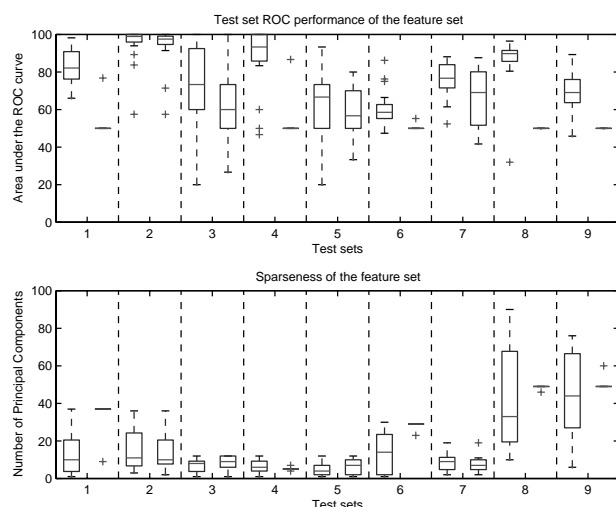 Test set ROC performance of the feature set
100
80
60
40
20
0
Area under the ROC curve
1 2 3 4 5 6 7 8 9
Test sets
Sparseness of the feature set
100
80
60
40
20
0
Number of Principal Components
1 2 3 4 5 6 7 8 9
Test sets